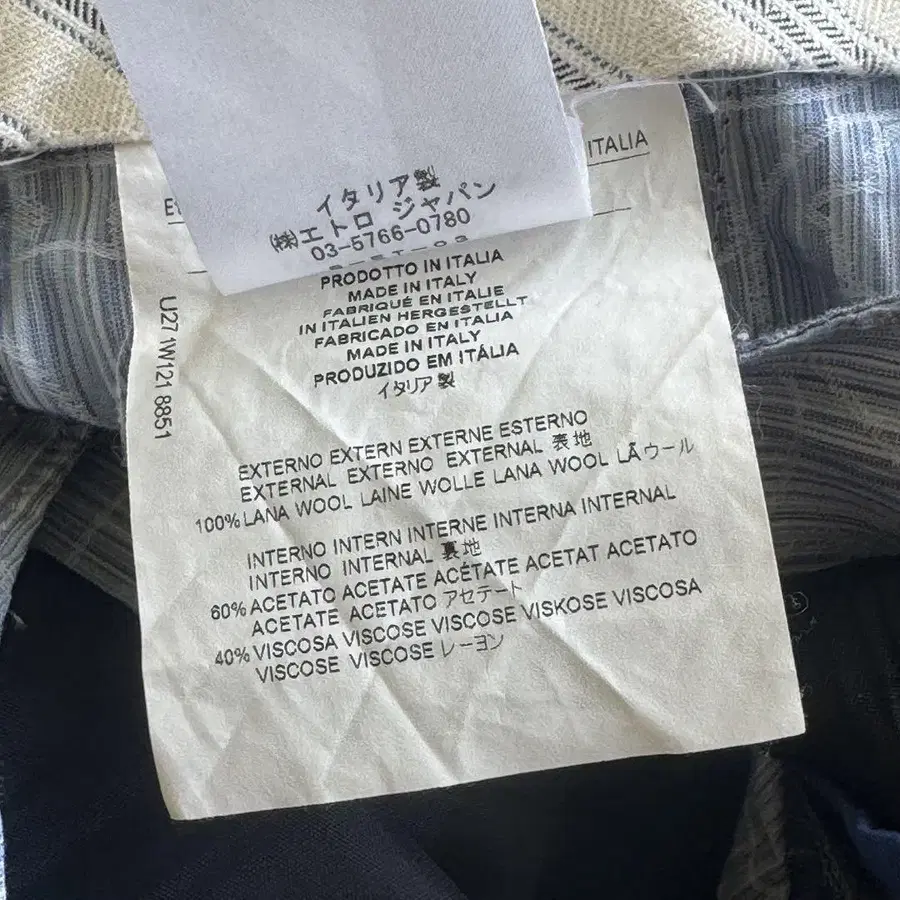 イタリア製
㈱エトロ ジャパン
03-5766-0780
ITALIA
PRODOTTO IN ITALIA
MADE IN ITALY
FABRIQUÉ EN ITALIE
IN ITALIEN HERGESTELLT
FABRICADO EN ITALIA
MADE IN ITALY
PRODUZIDO EM ITÁLIA
イタリア製
U27 1W121 8851
EXTERNO EXTERN EXTERNE ESTERNO
EXTERNAL EXTERNO EXTERNAL 表地
100% LANA WOOL LAINE WOLLE LANA WOOL LÃ ウール
INTERNO INTERN INTERNE INTERNA INTERNAL
INTERNO INTERNAL 裏地
60% ACETATO ACETATE ACÉTATE ACETAT ACETATO
ACETATE ACETATO アセテート
40% VISCOSA VISCOSE VISCOSE VISKOSE VISCOSA
VISCOSE VISCOSE レーヨン